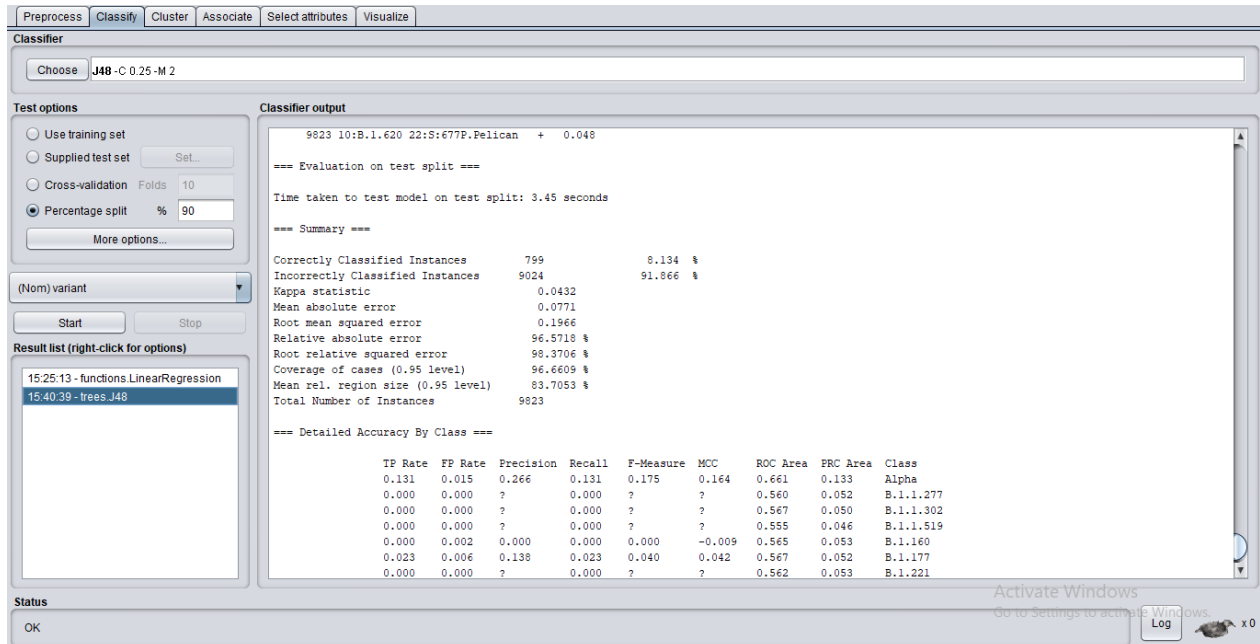 Preprocess Classify Cluster Associate Select attributes Visualize
Classifier
Choose J48 -C 0.25 -M 2
Test options
Use training set
Supplied test set Set...
Cross-validation Folds 10
Percentage split % 90
More options...
(Nom) variant
Start Stop
Result list (right-click for options)
15:25:13 - functions.LinearRegression
15:40:39 - trees.J48
Classifier output
9823 10:B.1.620 22:S:677P.Pelican + 0.048
=== Evaluation on test split ===
Time taken to test model on test split: 3.45 seconds
=== Summary ===
Correctly Classified Instances 799 8.134 %
Incorrectly Classified Instances 9024 91.866 %
Kappa statistic 0.0432
Mean absolute error 0.0771
Root mean squared error 0.1966
Relative absolute error 96.5718 %
Root relative squared error 98.3706 %
Coverage of cases (0.95 level) 96.6609 %
Mean rel. region size (0.95 level) 83.7053 %
Total Number of Instances 9823
=== Detailed Accuracy By Class ===
TP Rate FP Rate Precision Recall F-Measure MCC ROC Area PRC Area Class
0.131 0.015 0.266 0.131 0.175 0.164 0.661 0.133 Alpha
0.000 0.000 ? 0.000 ? ? 0.560 0.052 B.1.1.277
0.000 0.000 ? 0.000 ? ? 0.567 0.050 B.1.1.302
0.000 0.000 ? 0.000 ? ? 0.555 0.046 B.1.1.519
0.000 0.002 0.000 0.000 0.000 -0.009 0.565 0.053 B.1.160
0.023 0.006 0.138 0.023 0.040 0.042 0.567 0.052 B.1.177
0.000 0.000 ? 0.000 ? ? 0.562 0.053 B.1.221
Activate Windows
Go to Settings to activate Windows.
Status
OK
Log x 0